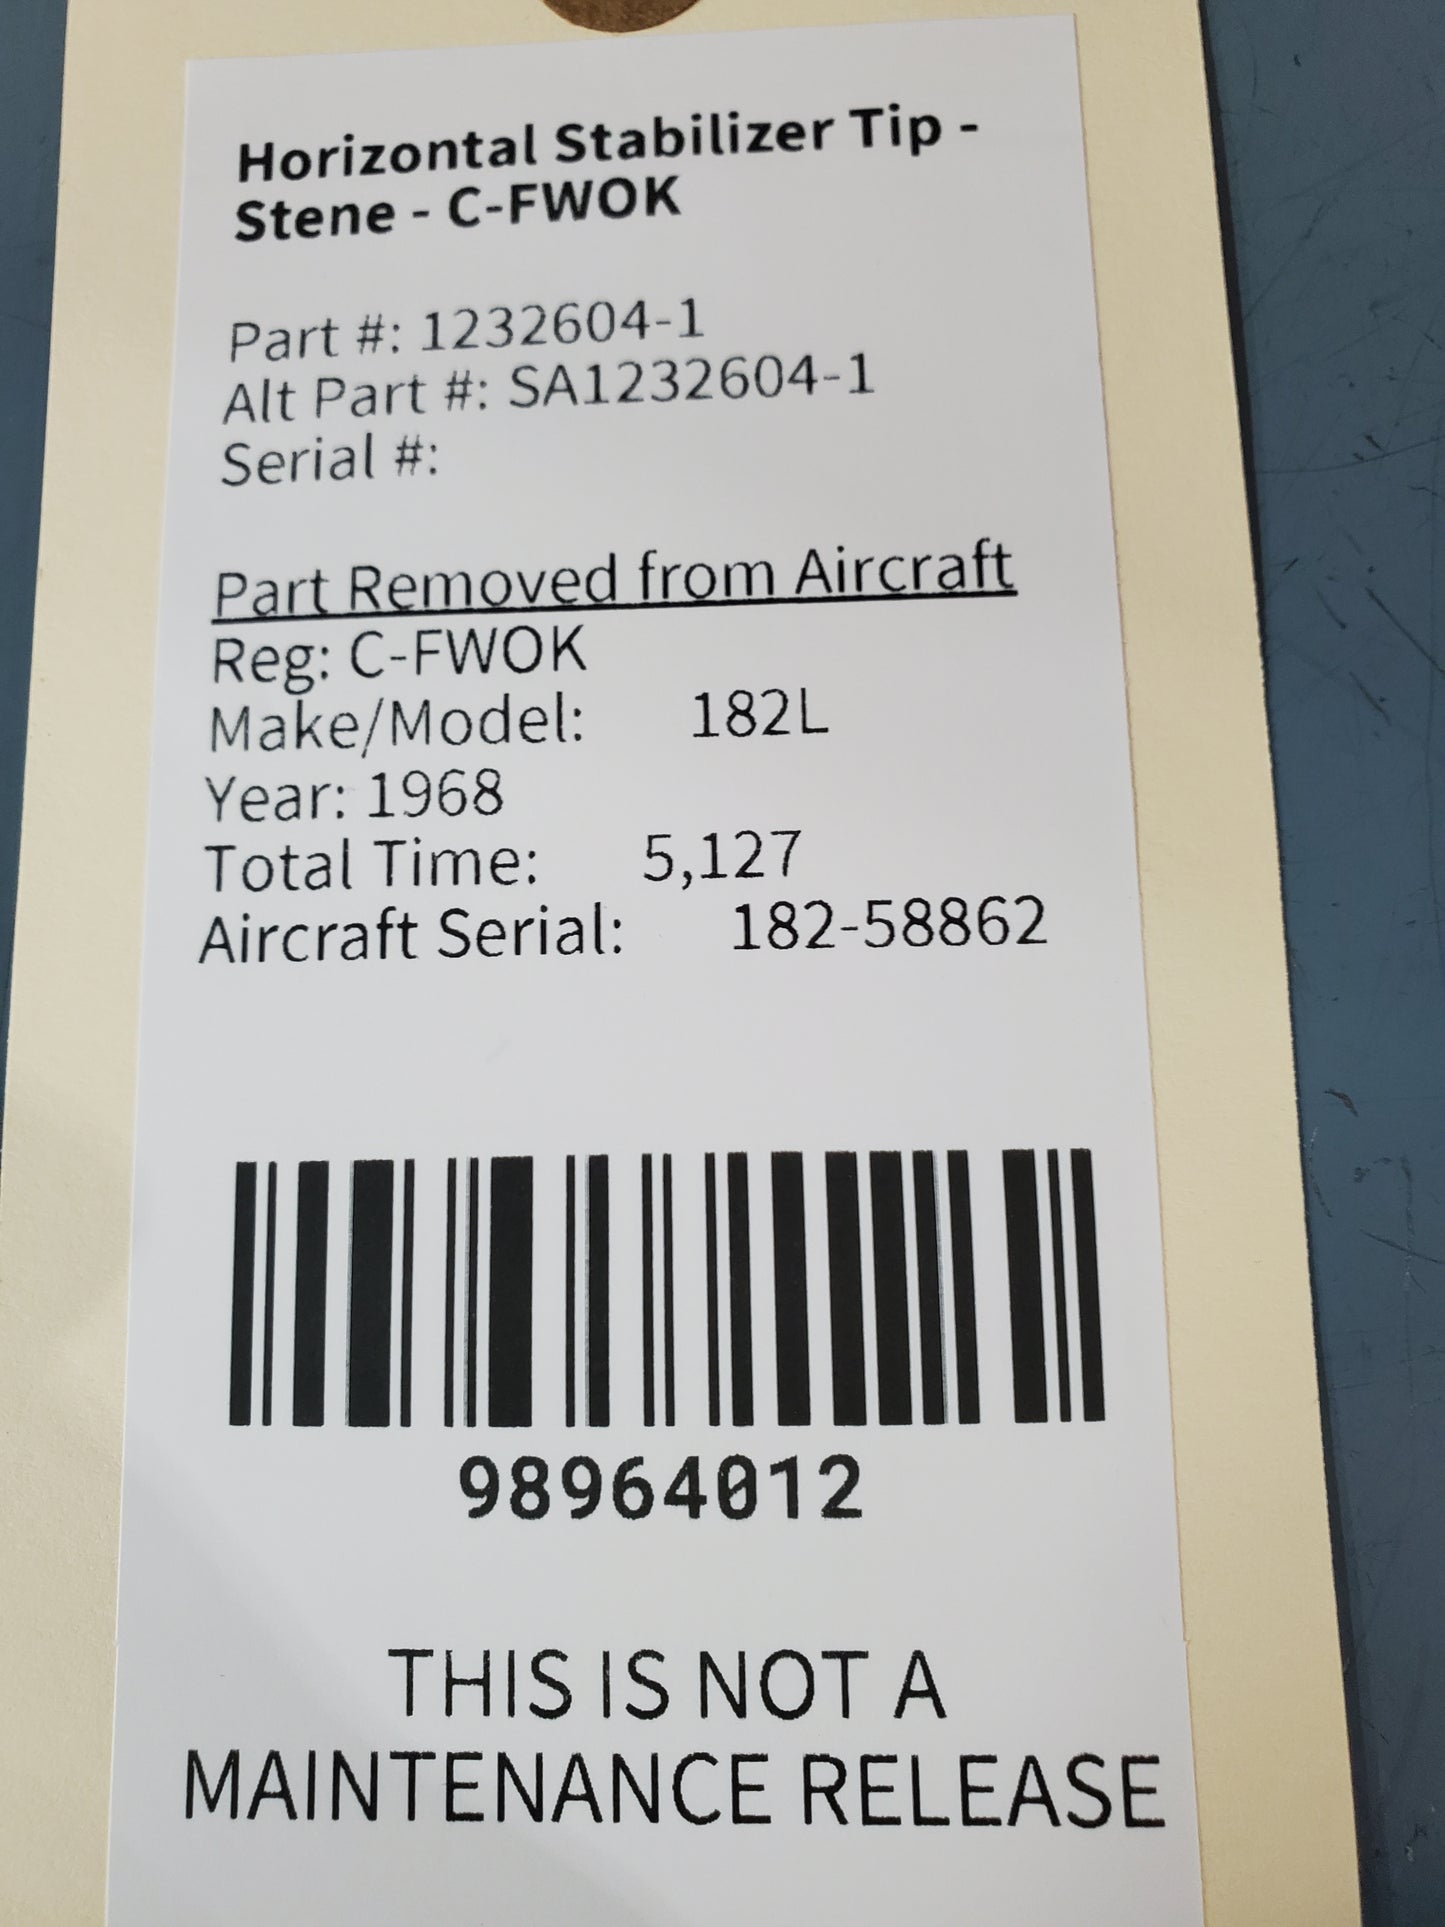 Horizontal Stabilizer Tip -
Stene - C-FWOK
Part #: 1232604-1
Alt Part #: SA1232604-1
Serial #:
Part Removed from Aircraft
Reg: C-FWOK
Make/Model: 182L
Year: 1968
Total Time: 5,127
Aircraft Serial: 182-58862
98964012
THIS IS NOT A
MAINTENANCE RELEASE